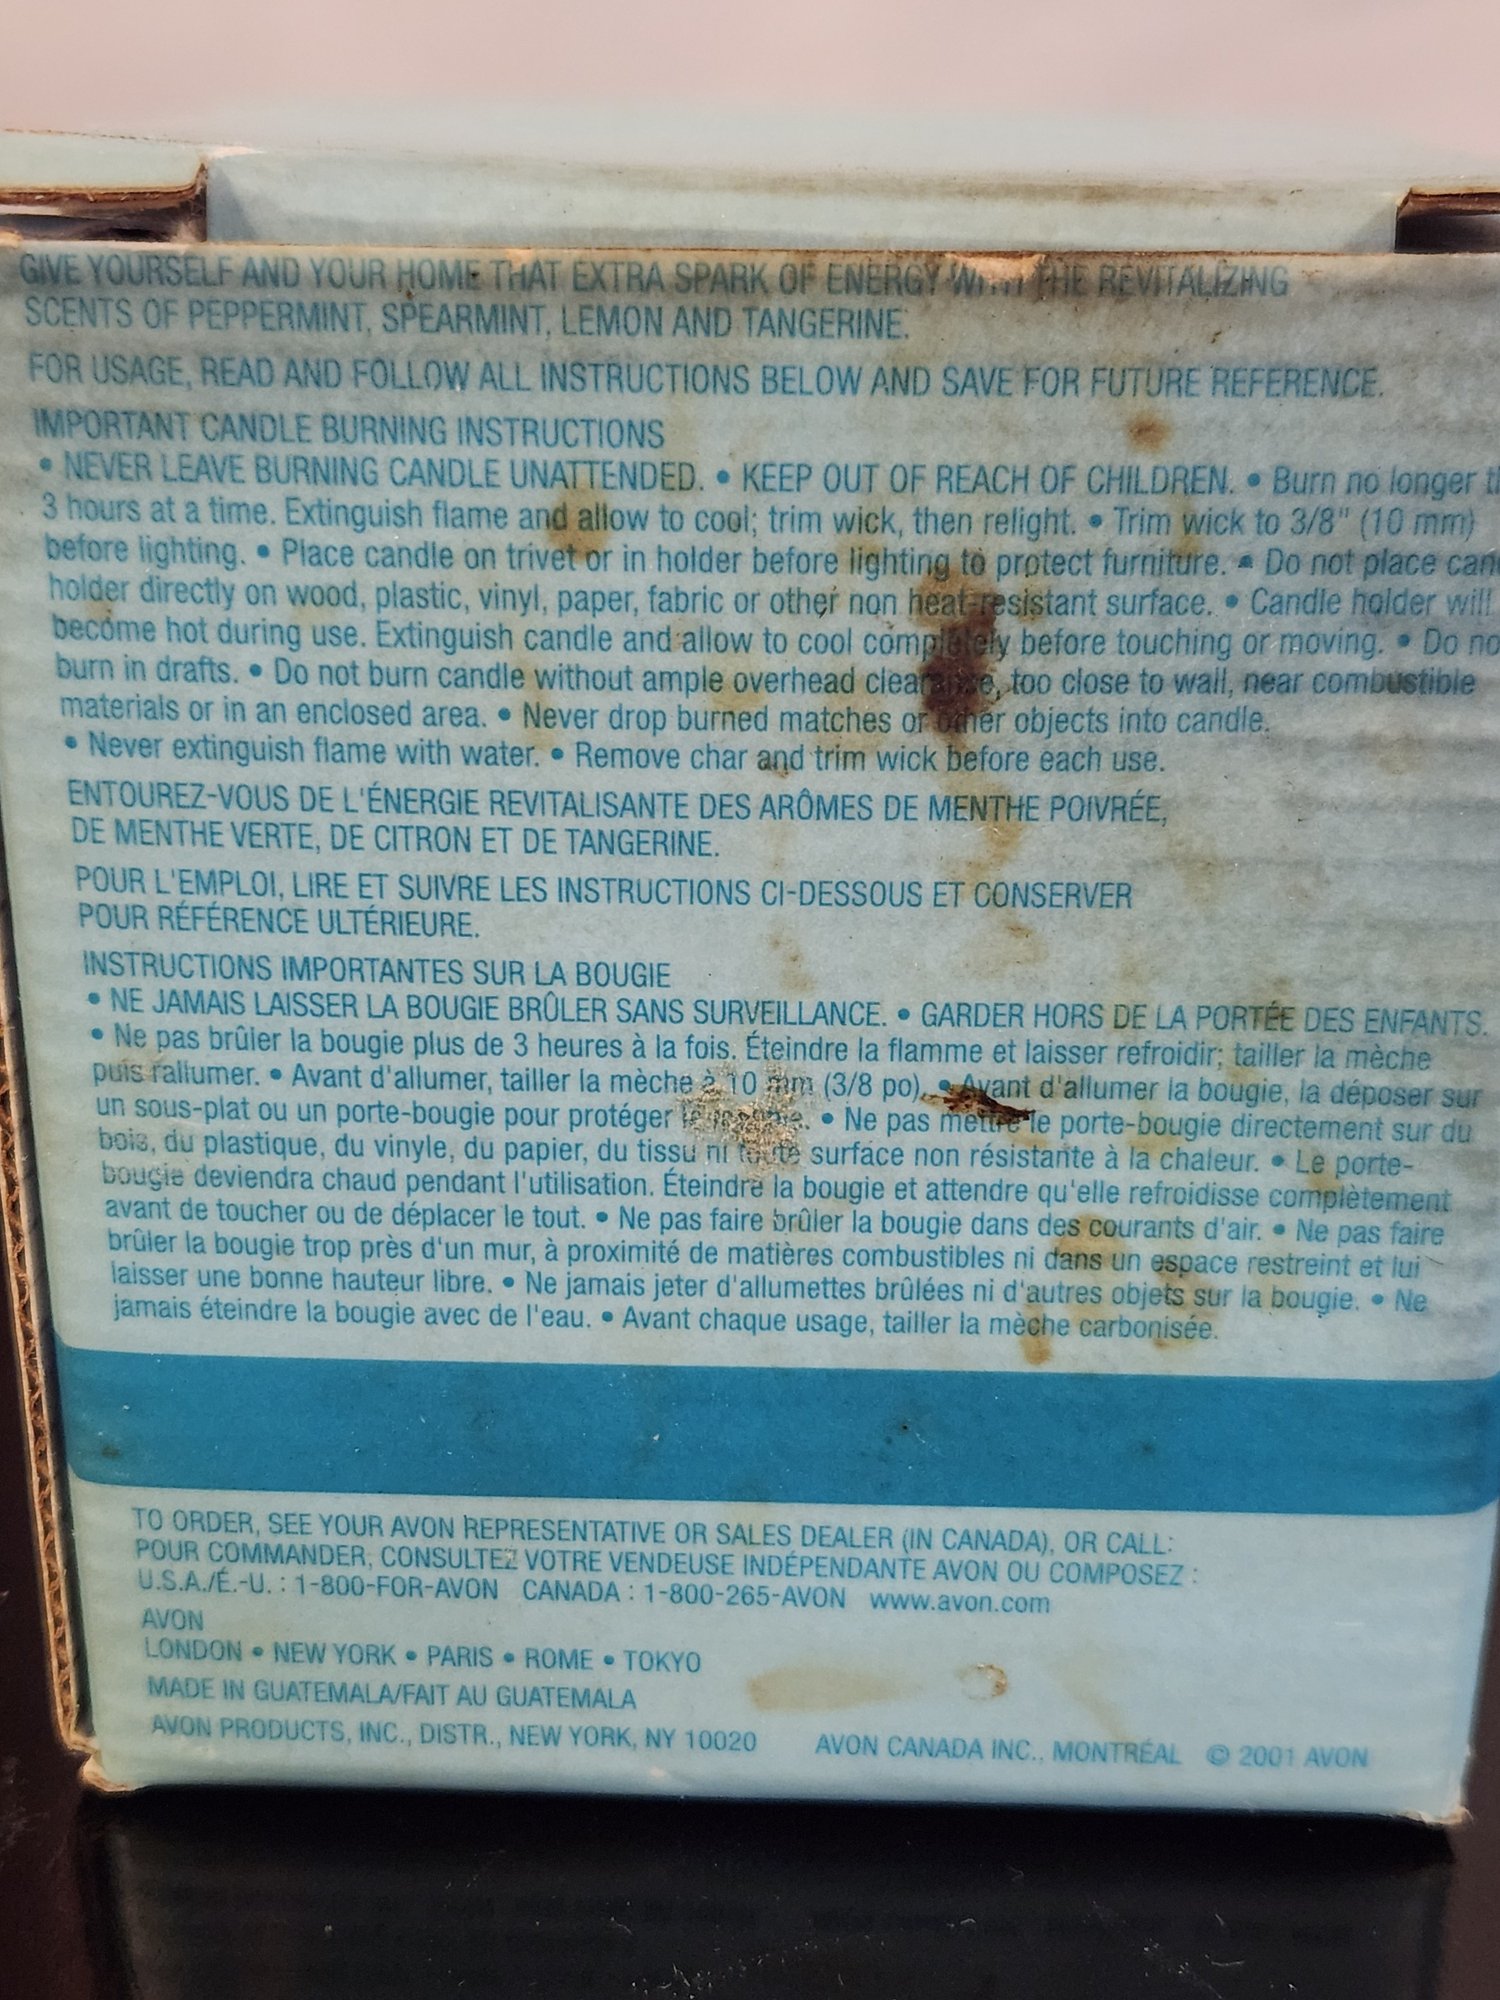 GIVE YOURSELF AND YOUR HOME THAT EXTRA SPARK OF ENERGY WITH THE REVITALIZING
SCENTS OF PEPPERMINT, SPEARMINT, LEMON AND TANGERINE.
FOR USAGE, READ AND FOLLOW ALL INSTRUCTIONS BELOW AND SAVE FOR FUTURE REFERENCE.
IMPORTANT CANDLE BURNING INSTRUCTIONS
• NEVER LEAVE BURNING CANDLE UNATTENDED. • KEEP OUT OF REACH OF CHILDREN. • Burn no longer
3 hours at a time. Extinguish flame and allow to cool; trim wick, then relight. • Trim wick to 3/8" (10 mm)
before lighting. • Place candle on trivet or in holder before lighting to protect furniture. • Do not place
holder directly on wood, plastic, vinyl, paper, fabric or other non heat-resistant surface. • Candle holder will
become hot during use. Extinguish candle and allow to cool completely before touching or moving. • Do
burn in drafts. • Do not burn candle without ample overhead clearance, too close to wall, near combustible
materials or in an enclosed area. • Never drop burned matches or other objects into candle.
• Never extinguish flame with water. • Remove char and trim wick before each use.
ENTOUREZ-VOUS DE L'ÉNERGIE REVITALISANTE DES ARÔMES DE MENTHE POIVRÉE,
DE MENTHE VERTE, DE CITRON ET DE TANGERINE.
POUR L'EMPLOI, LIRE ET SUIVRE LES INSTRUCTIONS CI-DESSOUS ET CONSERVER
POUR RÉFÉRENCE ULTÉRIEURE.
INSTRUCTIONS IMPORTANTES SUR LA BOUGIE
• NE JAMAIS LAISSER LA BOUGIE BRÛLER SANS SURVEILLANCE. • GARDER HORS DE LA PORTÉE DES ENFANTS.
• Ne pas brûler la bougie plus de 3 heures à la fois. Éteindre la flamme et laisser refroidir; tailler la mèche
puis rallumer. • Avant d'allumer, tailler la mèche à 10 mm (3/8 po). • Avant d'allumer la bougie, la déposer sur
un sous-plat ou un porte-bougie pour protéger le. • Ne pas mettre le porte-bougie directement sur du
bois, du plastique, du vinyle, du papier, du tissu ni toute surface non résistante à la chaleur. • Le porte-
bougie deviendra chaud pendant l'utilisation. Éteindre la bougie et attendre qu'elle refroidisse complètement
avant de toucher ou de déplacer le tout. • Ne pas faire brûler la bougie dans des courants d'air. • Ne pas faire
brûler la bougie trop près d'un mur, à proximité de matières combustibles ni dans un espace restreint et lui
laisser une bonne hauteur libre. • Ne jamais jeter d'allumettes brûlées ni d'autres objets sur la bougie. • Ne
jamais éteindre la bougie avec de l'eau. • Avant chaque usage, tailler la mèche carbonisée.
TO ORDER, SEE YOUR AVON REPRESENTATIVE OR SALES DEALER (IN CANADA), OR CALL:
POUR COMMANDER, CONSULTEZ VOTRE VENDEUSE INDÉPENDANTE AVON OU COMPOSEZ :
U.S.A./É.-U. : 1-800-FOR-AVON CANADA : 1-800-265-AVON www.avon.com
AVON
LONDON • NEW YORK • PARIS • ROME • TOKYO
MADE IN GUATEMALA/FAIT AU GUATEMALA
AVON PRODUCTS, INC., DISTR., NEW YORK, NY 10020 AVON CANADA INC., MONTRÉAL © 2001 AVON